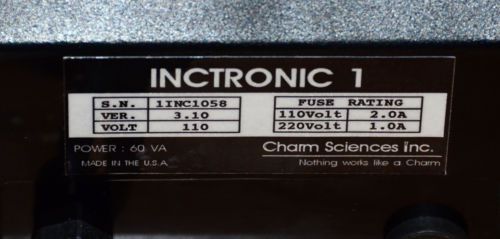 INCTRONIC 1
S.N. 1INC1058
VER. 3.10
VOLT 110
FUSE RATING
110Volt 2.0A
220Volt 1.0A
POWER : 60 VA
MADE IN THE U.S.A.
Charm Sciences Inc.
Nothing works like a Charm